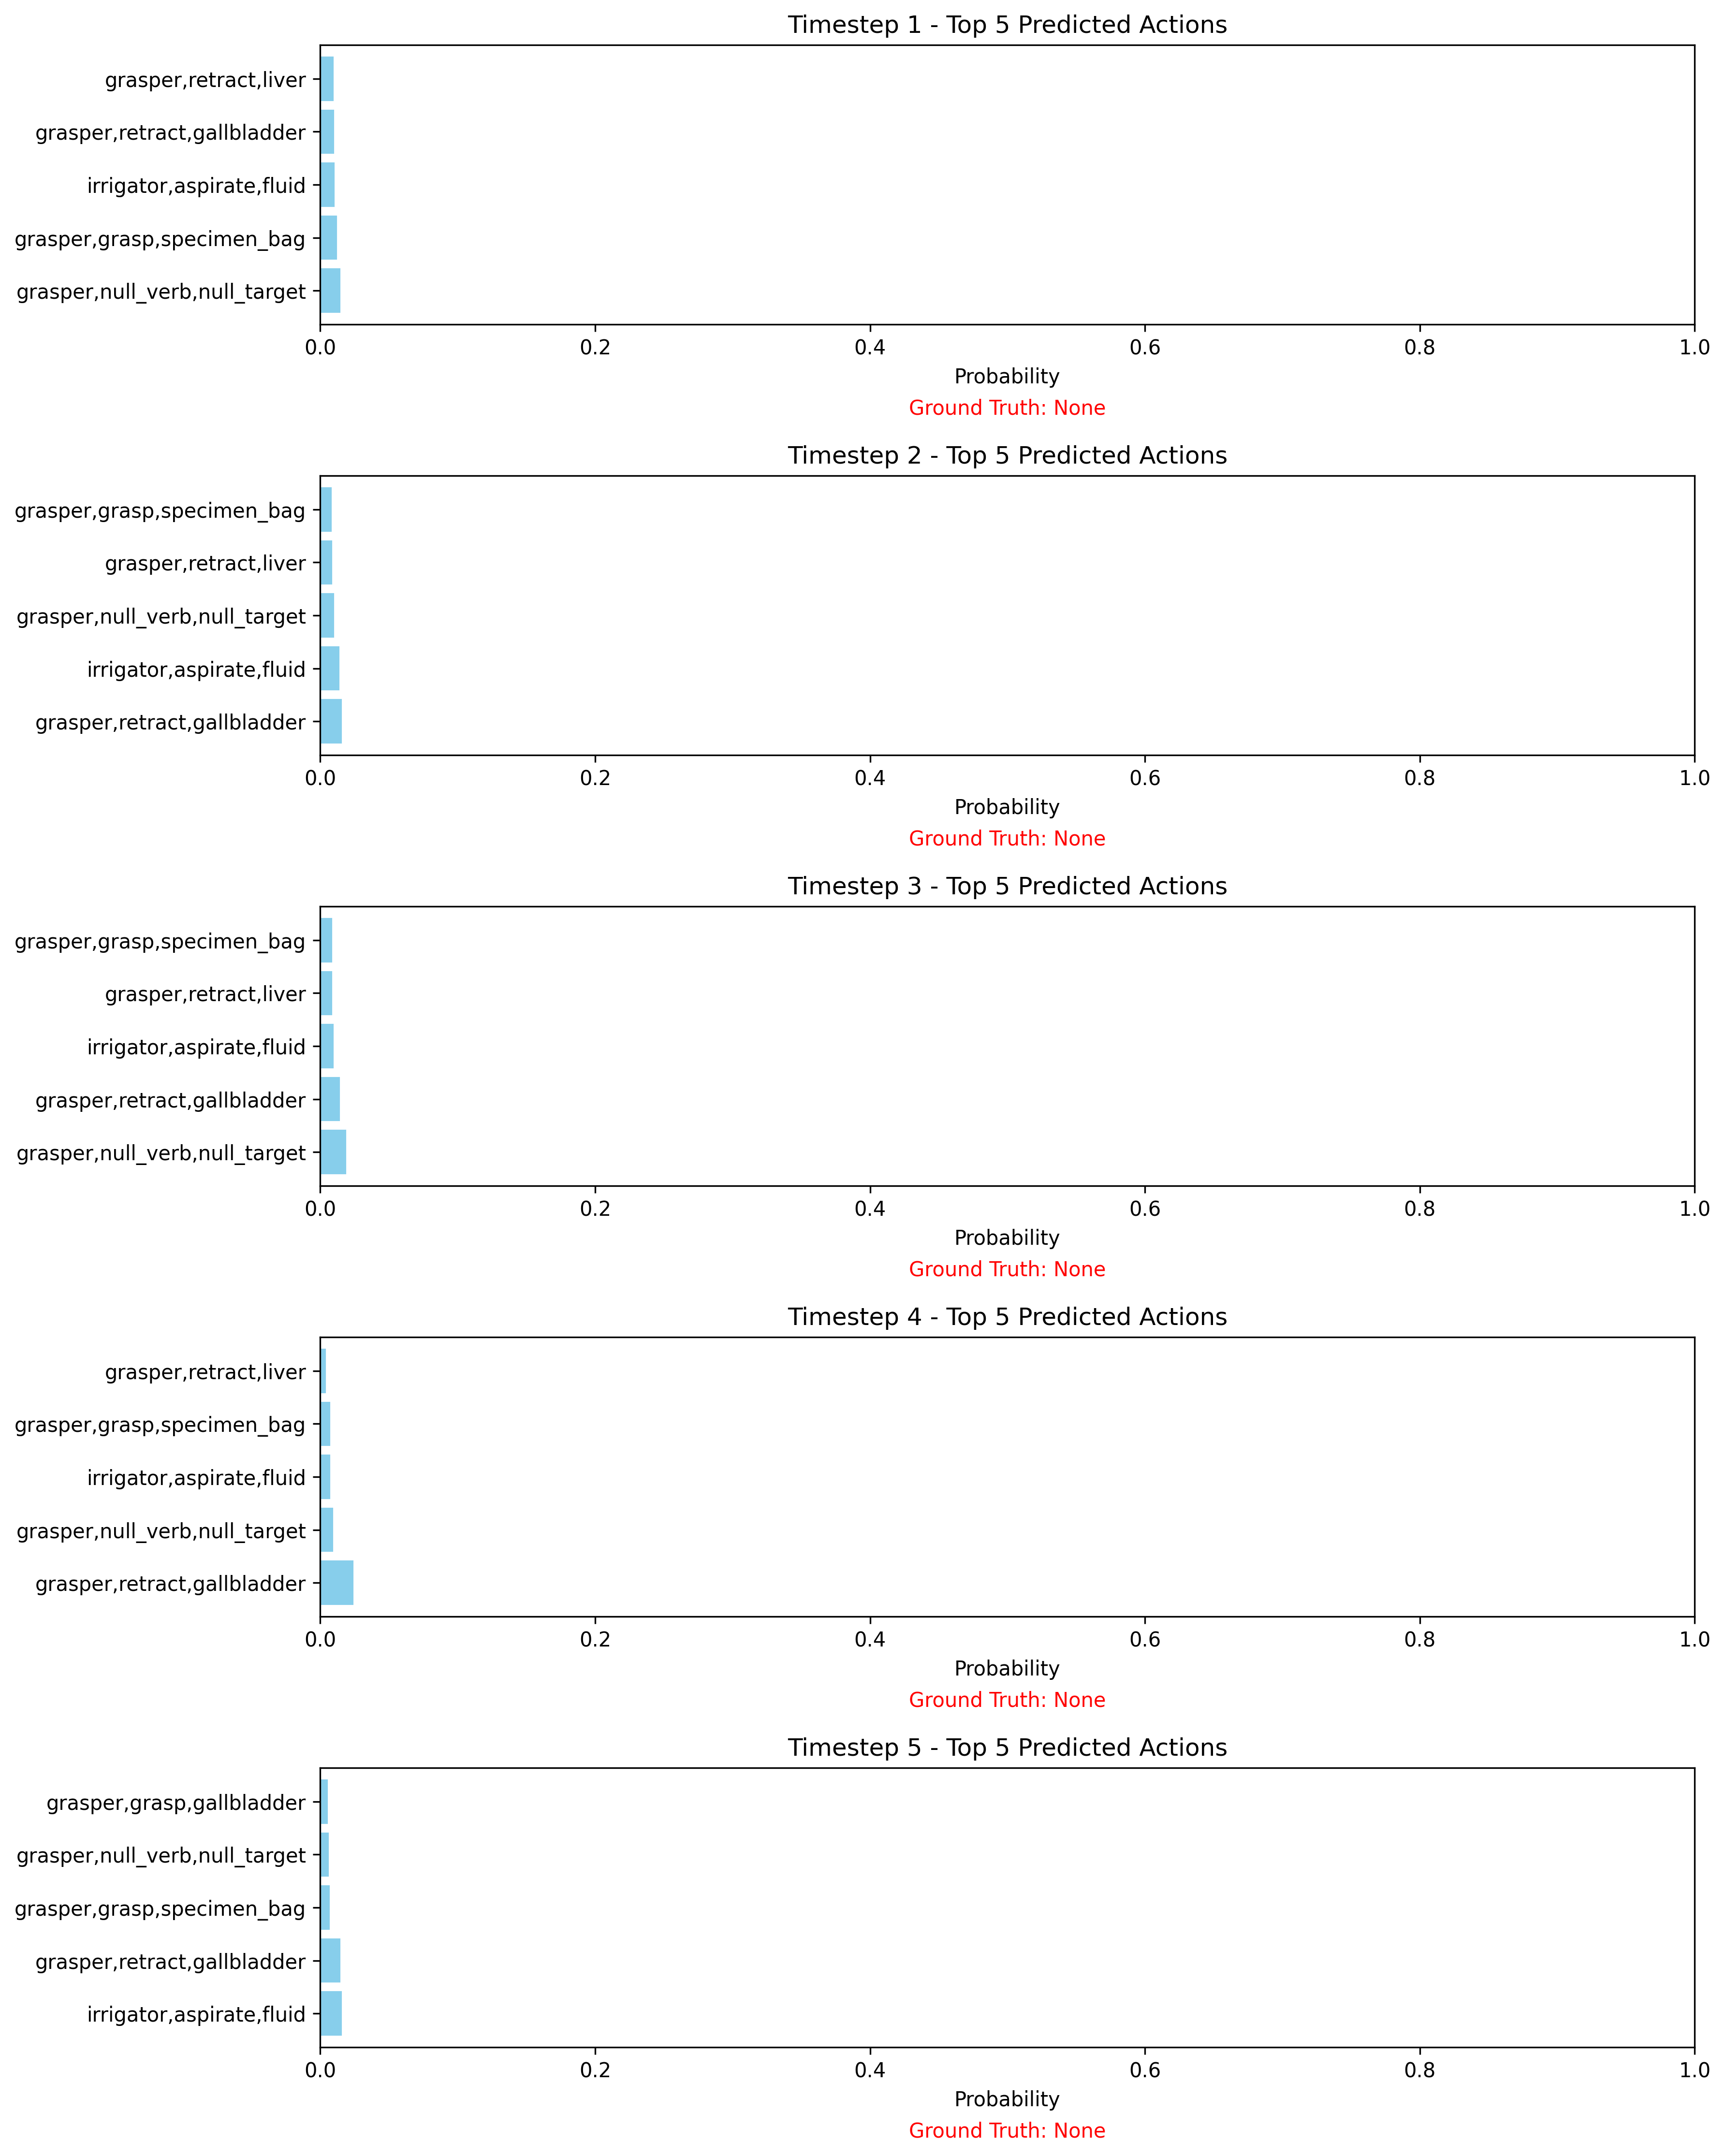 Timestep 1 - Top 5 Predicted Actions
grasper,retract,liver
grasper,retract,gallbladder
irrigator,aspirate,fluid
grasper,grasp,specimen_bag
grasper,null_verb,null_target
0.0 0.2 0.4 0.6 0.8 1.0
Probability
Ground Truth: None
Timestep 2 - Top 5 Predicted Actions
grasper,grasp,specimen_bag
grasper,retract,liver
grasper,null_verb,null_target
irrigator,aspirate,fluid
grasper,retract,gallbladder
0.0 0.2 0.4 0.6 0.8 1.0
Probability
Ground Truth: None
Timestep 3 - Top 5 Predicted Actions
grasper,grasp,specimen_bag
grasper,retract,liver
irrigator,aspirate,fluid
grasper,retract,gallbladder
grasper,null_verb,null_target
0.0 0.2 0.4 0.6 0.8 1.0
Probability
Ground Truth: None
Timestep 4 - Top 5 Predicted Actions
grasper,retract,liver
grasper,grasp,specimen_bag
irrigator,aspirate,fluid
grasper,null_verb,null_target
grasper,retract,gallbladder
0.0 0.2 0.4 0.6 0.8 1.0
Probability
Ground Truth: None
Timestep 5 - Top 5 Predicted Actions
grasper,grasp,gallbladder
grasper,null_verb,null_target
grasper,grasp,specimen_bag
grasper,retract,gallbladder
irrigator,aspirate,fluid
0.0 0.2 0.4 0.6 0.8 1.0
Probability
Ground Truth: None